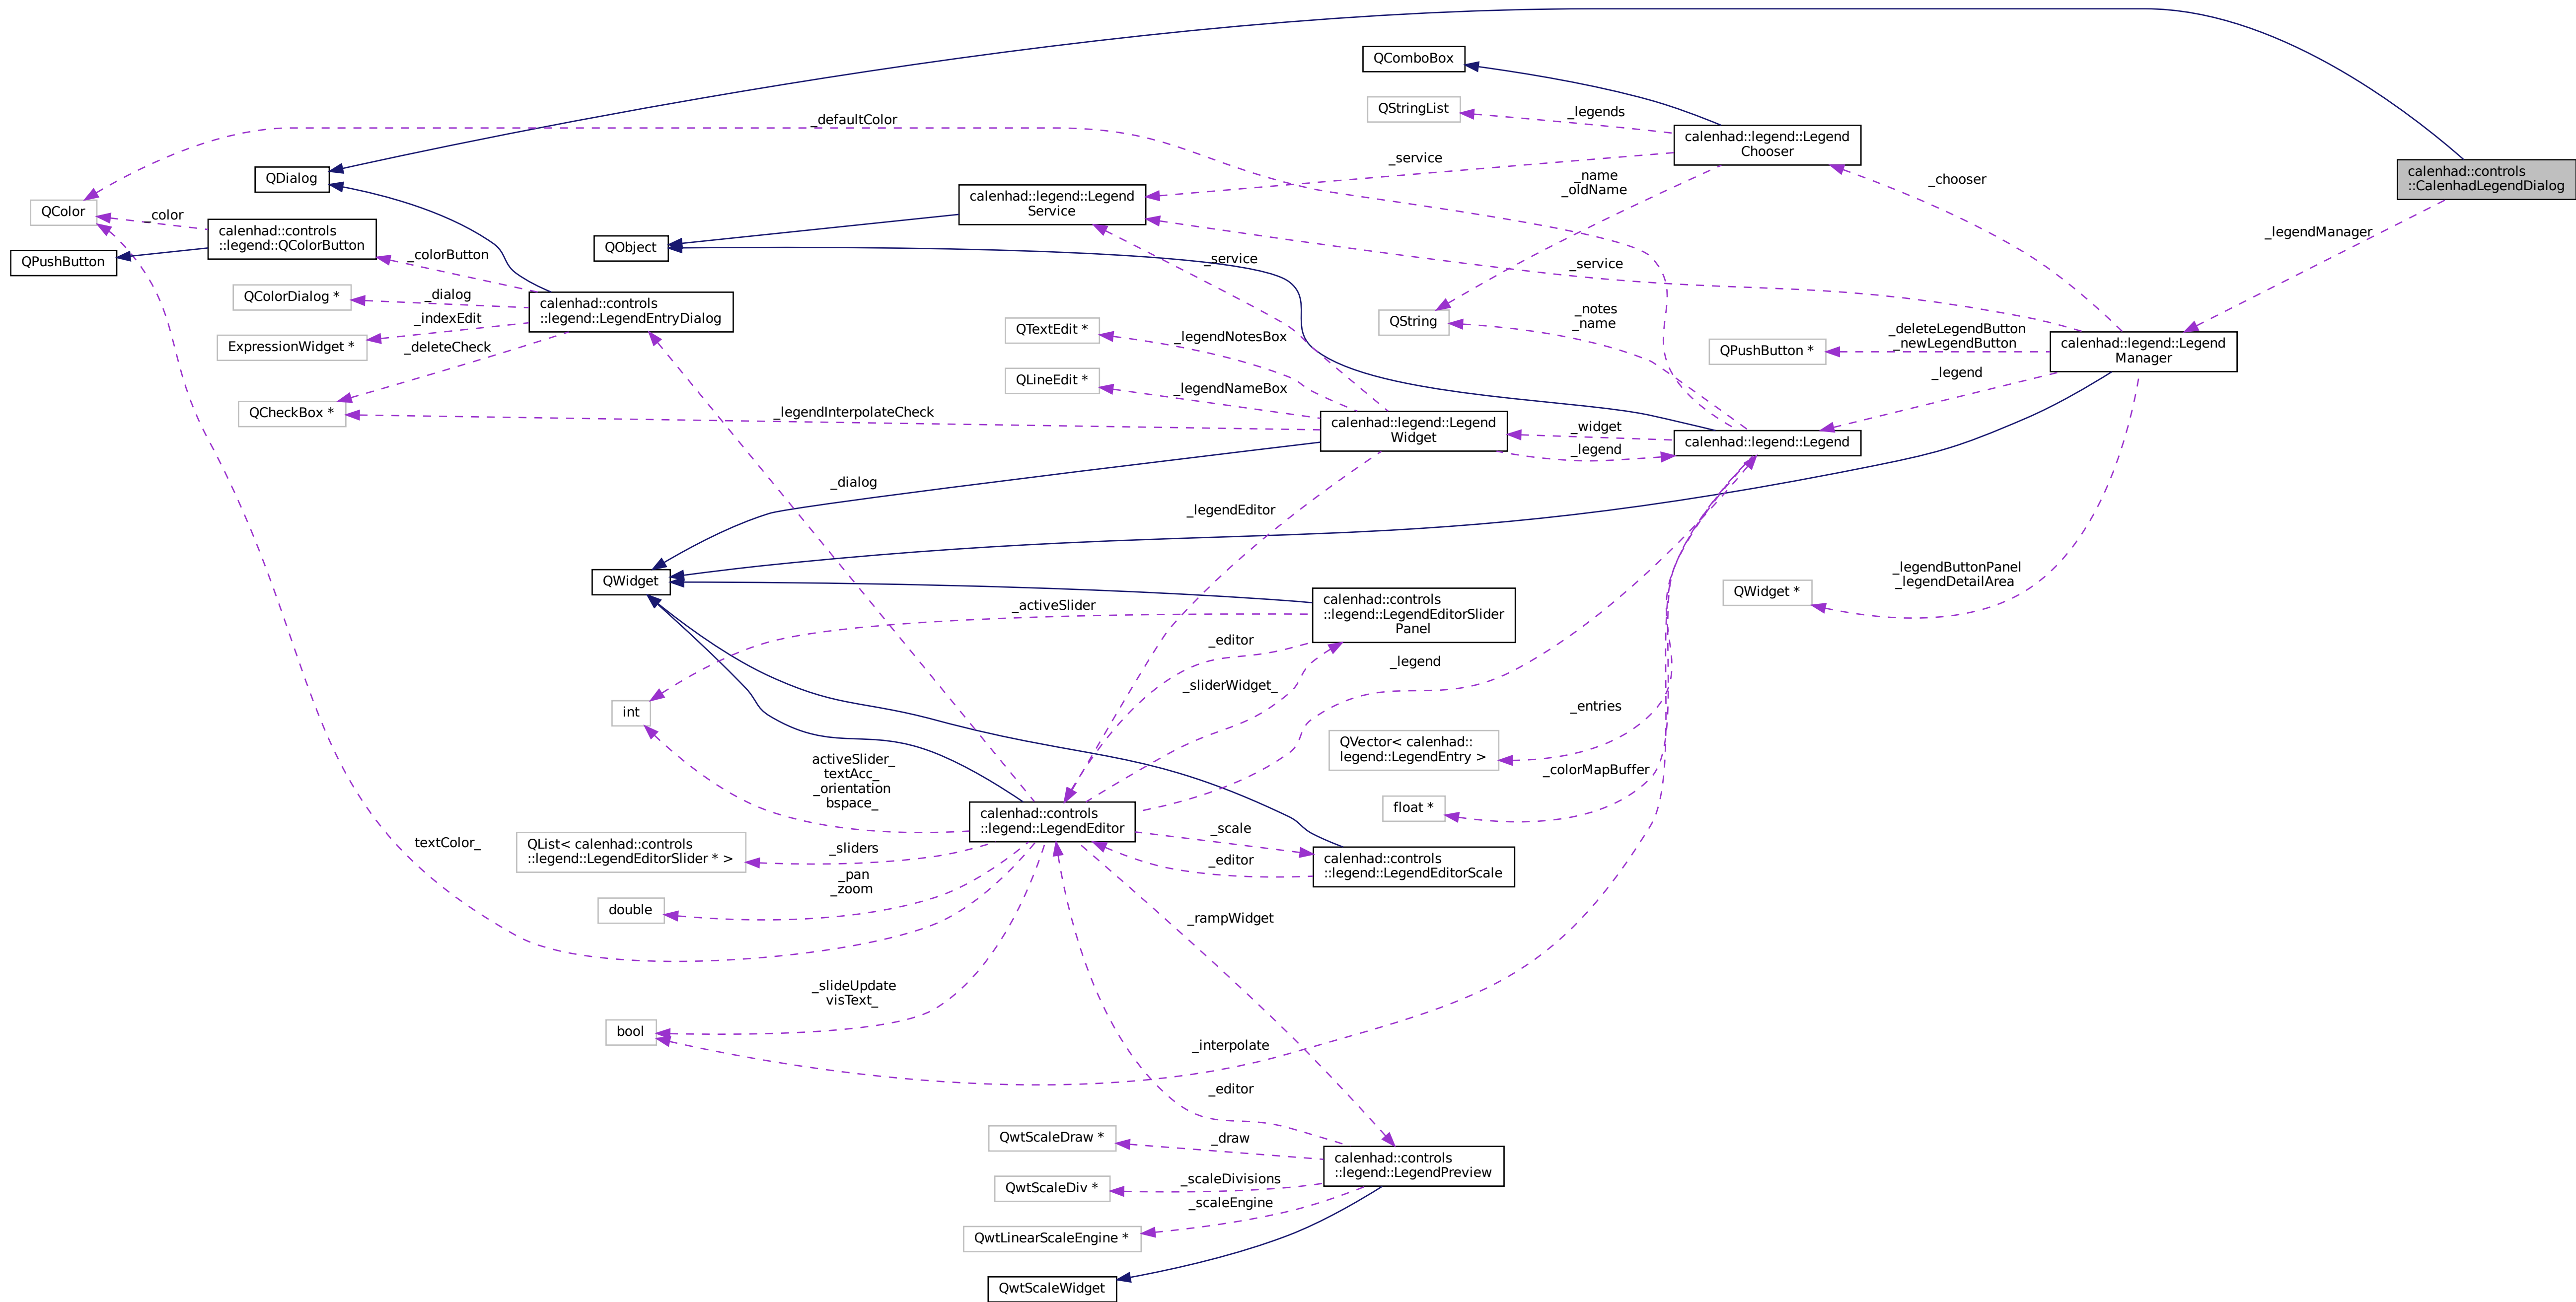 QComboBox
QStringList
_legends
_defaultColor
calenhad::legend::Legend
Chooser
_service
_name
_oldName
_chooser
calenhad::controls
::CalenhadLegendDialog
QDialog
QColor
_color
calenhad::controls
::legend::QColorButton
calenhad::legend::Legend
Service
QObject
QPushButton
_colorButton
_service
_service
_legendManager
QColorDialog *
_dialog
_indexEdit
calenhad::controls
::legend::LegendEntryDialog
ExpressionWidget *
_deleteCheck
QTextEdit *
_legendNotesBox
QString
_notes
_name
QPushButton *
_deleteLegendButton
_newLegendButton
calenhad::legend::Legend
Manager
QLineEdit *
_legendNameBox
_legend
QCheckBox *
_legendInterpolateCheck
calenhad::legend::Legend
Widget
_widget
_legend
calenhad::legend::Legend
_dialog
_legendEditor
QWidget
_activeSlider
calenhad::controls
::legend::LegendEditorSlider
Panel
QWidget *
_legendButtonPanel
_legendDetailArea
_editor
_sliderWidget_
_legend
int
_entries
QVector< calenhad::
legend::LegendEntry >
_colorMapBuffer
float *
activeSlider_
textAcc_
_orientation
bspace_
calenhad::controls
::legend::LegendEditor
_scale
_editor
calenhad::controls
::legend::LegendEditorScale
textColor_
QList< calenhad::controls
::legend::LegendEditorSlider * >
_sliders
_pan
_zoom
double
_rampWidget
_slideUpdate
visText_
bool
_interpolate
_editor
QwtScaleDraw *
_draw
calenhad::controls
::legend::LegendPreview
QwtScaleDiv *
_scaleDivisions
_scaleEngine
QwtLinearScaleEngine *
QwtScaleWidget